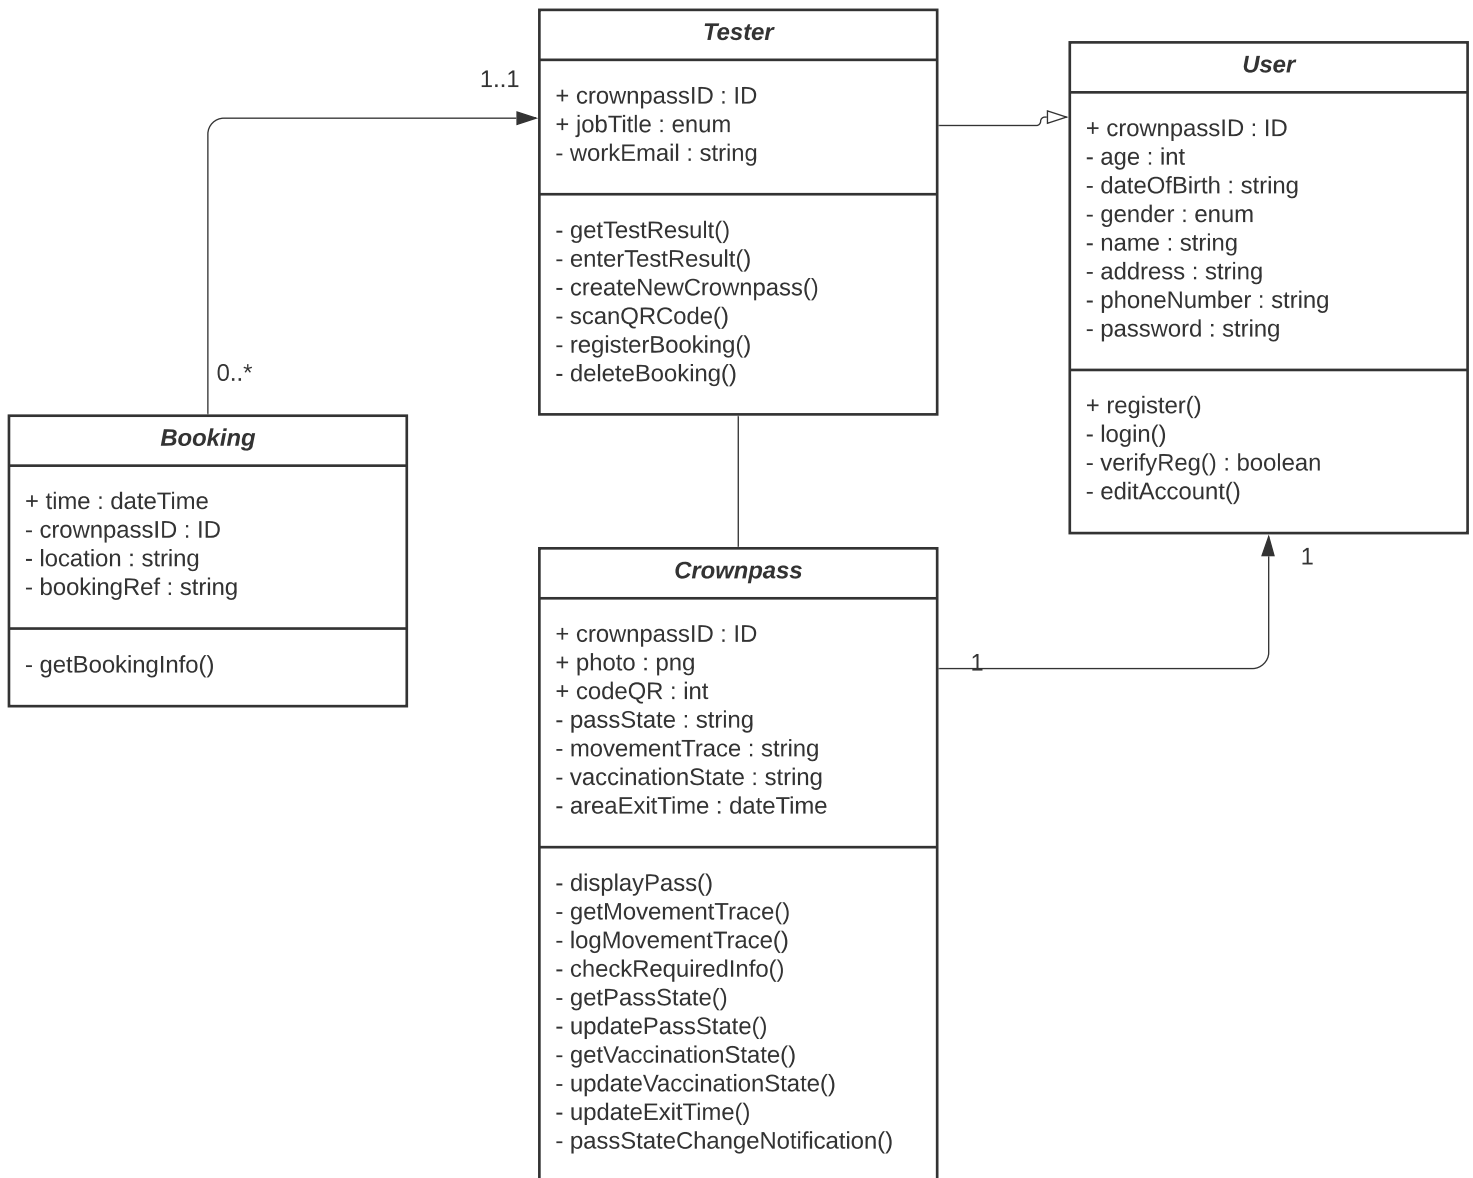 Tester
+ crownpassID : ID
+ jobTitle : enum
- workEmail : string
- getTestResult()
- enterTestResult()
- createNewCrownpass()
- scanQRCode()
- registerBooking()
- deleteBooking()
User
+ crownpassID : ID
- age : int
- dateOfBirth : string
- gender : enum
- name : string
- address : string
- phoneNumber : string
- password : string
+ register()
- login()
- verifyReg() : boolean
- editAccount()
1..1
0..*
Booking
+ time : dateTime
- crownpassID : ID
- location : string
- bookingRef : string
- getBookingInfo()
Crownpass
+ crownpassID : ID
+ photo : png
+ codeQR : int
- passState : string
- movementTrace : string
- vaccinationState : string
- areaExitTime : dateTime
- displayPass()
- getMovementTrace()
- logMovementTrace()
- checkRequiredInfo()
- getPassState()
- updatePassState()
- getVaccinationState()
- updateVaccinationState()
- updateExitTime()
- passStateChangeNotification()
1
1